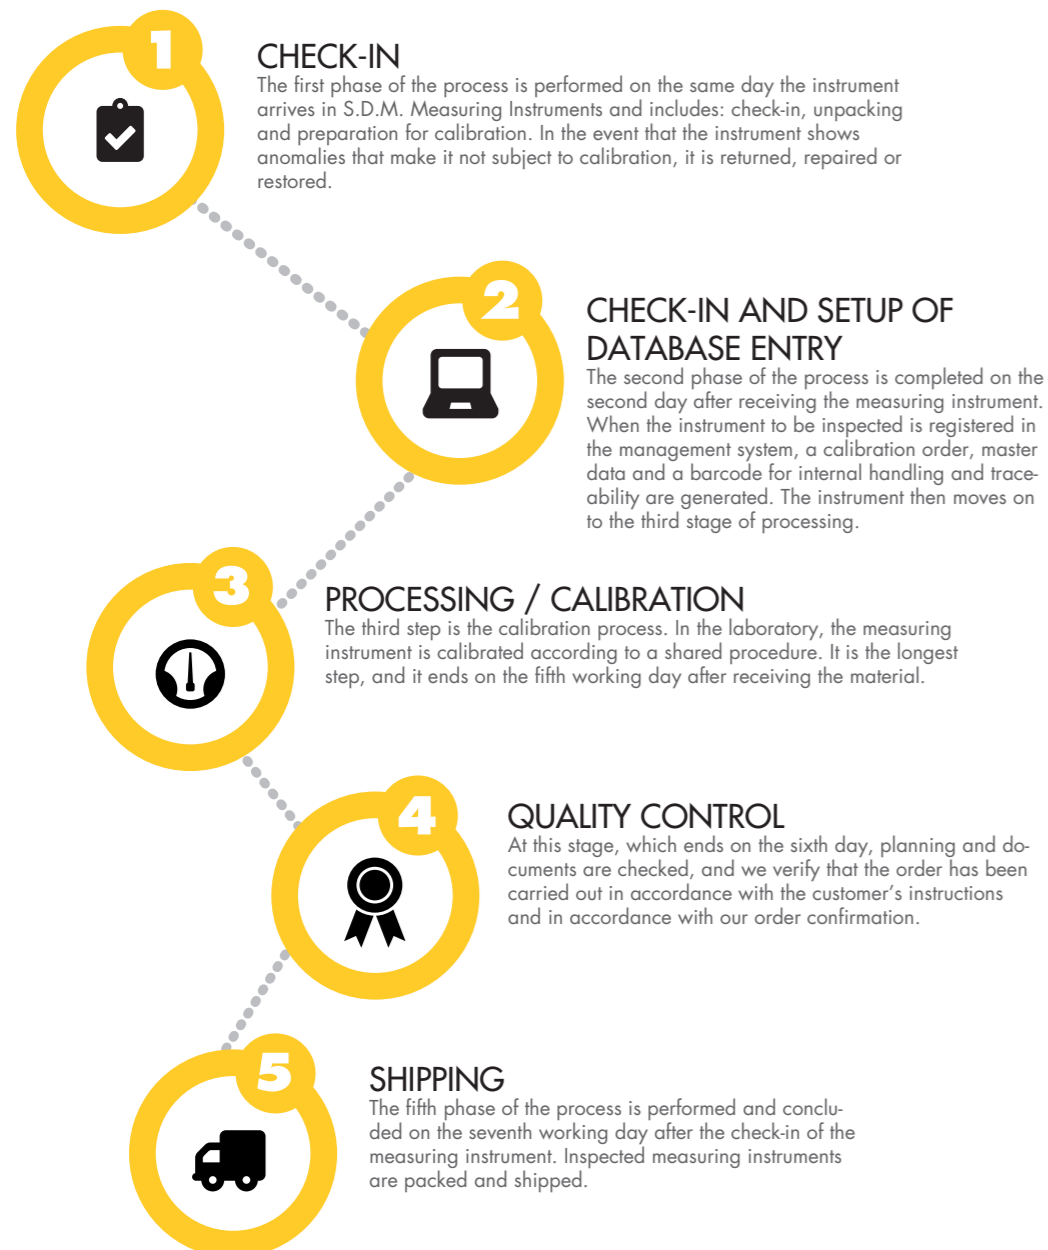 1
CHECK-IN
The first phase of the process is performed on the same day the instrument
arrives in S.D.M. Measuring Instruments and includes: check-in, unpacking
and preparation for calibration. In the event that the instrument shows
anomalies that make it not subject to calibration, it is returned, repaired or
restored.
2
CHECK-IN AND SETUP OF
DATABASE ENTRY
The second phase of the process is completed on the
second day after receiving the measuring instrument.
When the instrument to be inspected is registered in
the management system, a calibration order, master
data and a barcode for internal handling and trace-
ability are generated. The instrument then moves on
to the third stage of processing.
3
PROCESSING / CALIBRATION
The third step is the calibration process. In the laboratory, the measuring
instrument is calibrated according to a shared procedure. It is the longest
step, and it ends on the fifth working day after receiving the material.
4
QUALITY CONTROL
At this stage, which ends on the sixth day, planning and do-
cuments are checked, and we verify that the order has been
carried out in accordance with the customer's instructions
and in accordance with our order confirmation.
5
SHIPPING
The fifth phase of the process is performed and conclu-
ded on the seventh working day after the check-in of the
measuring instrument. Inspected measuring instruments
are packed and shipped.